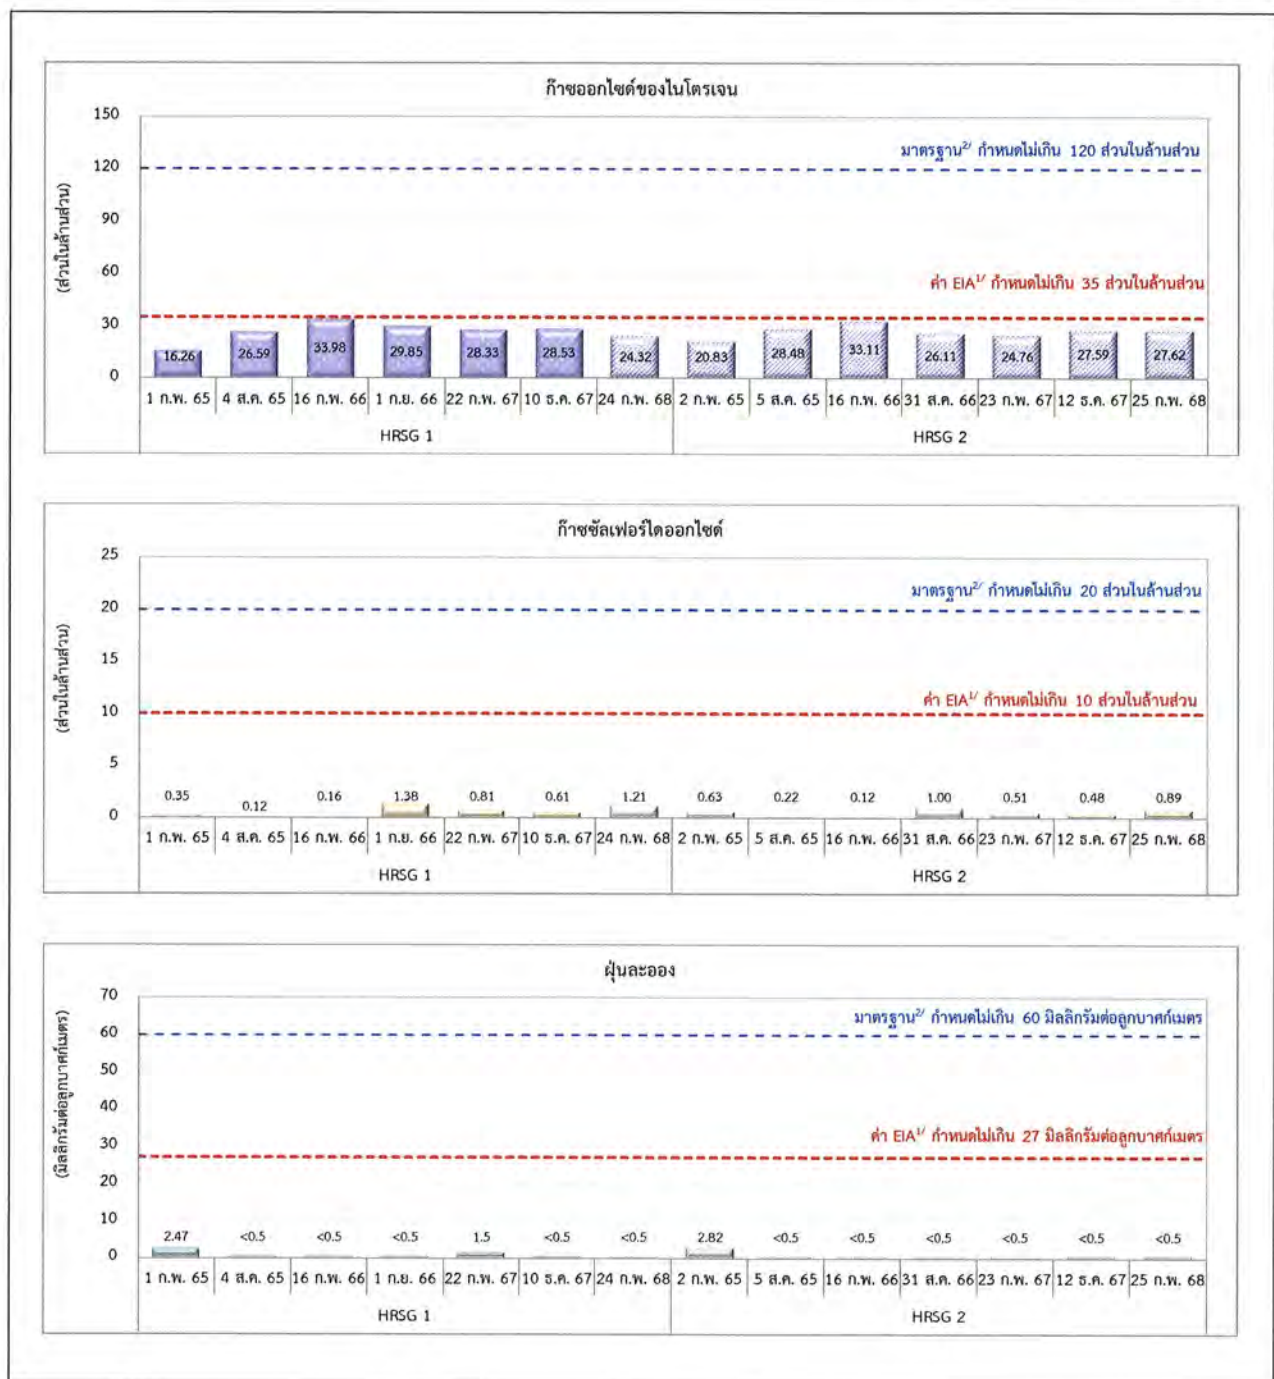 ก๊าซออกไซด์ของไนโตรเจน
(ส่วนในล้านส่วน)
150
120
90
60
30
0
มาตรฐาน2/ กำหนดไม่เกิน 120 ส่วนในล้านส่วน
ค่า EIA1/ กำหนดไม่เกิน 35 ส่วนในล้านส่วน
16.26 26.59 33.98 29.85 28.33 28.53 24.32 20.83 28.48 33.11 26.11 24.76 27.59 27.62
1 ก.พ. 65 4 ส.ค. 65 16 ก.พ. 66 1 ก.ย. 66 22 ก.พ. 67 10 ธ.ค. 67 24 ก.พ. 68 2 ก.พ. 65 5 ส.ค. 65 16 ก.พ. 66 31 ส.ค. 66 23 ก.พ. 67 12 ธ.ค. 67 25 ก.พ. 68
HRSG 1 HRSG 2
ก๊าซซัลเฟอร์ไดออกไซด์
(ส่วนในล้านส่วน)
25
20
15
10
5
0
มาตรฐาน2/ กำหนดไม่เกิน 20 ส่วนในล้านส่วน
ค่า EIA1/ กำหนดไม่เกิน 10 ส่วนในล้านส่วน
0.35 0.12 0.16 1.38 0.81 0.61 1.21 0.63 0.22 0.12 1.00 0.51 0.48 0.89
1 ก.พ. 65 4 ส.ค. 65 16 ก.พ. 66 1 ก.ย. 66 22 ก.พ. 67 10 ธ.ค. 67 24 ก.พ. 68 2 ก.พ. 65 5 ส.ค. 65 16 ก.พ. 66 31 ส.ค. 66 23 ก.พ. 67 12 ธ.ค. 67 25 ก.พ. 68
HRSG 1 HRSG 2
ฝุ่นละออง
(มิลลิกรัมต่อลูกบาศก์เมตร)
70
60
50
40
30
20
10
0
มาตรฐาน2/ กำหนดไม่เกิน 60 มิลลิกรัมต่อลูกบาศก์เมตร
ค่า EIA1/ กำหนดไม่เกิน 27 มิลลิกรัมต่อลูกบาศก์เมตร
2.47 <0.5 <0.5 <0.5 1.5 <0.5 <0.5 2.82 <0.5 <0.5 <0.5 <0.5 <0.5 <0.5
1 ก.พ. 65 4 ส.ค. 65 16 ก.พ. 66 1 ก.ย. 66 22 ก.พ. 67 10 ธ.ค. 67 24 ก.พ. 68 2 ก.พ. 65 5 ส.ค. 65 16 ก.พ. 66 31 ส.ค. 66 23 ก.พ. 67 12 ธ.ค. 67 25 ก.พ. 68
HRSG 1 HRSG 2